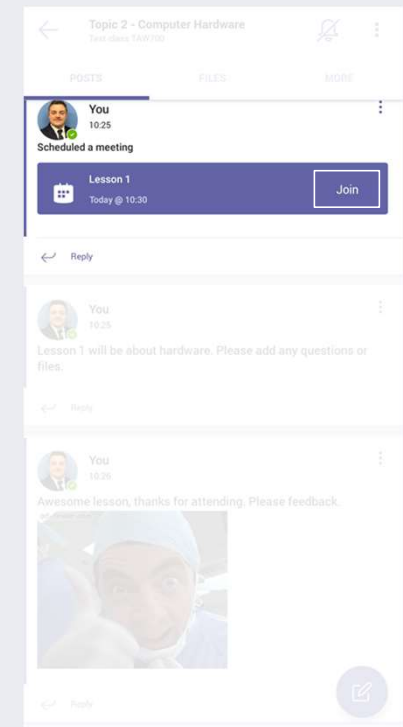 Topic 2 - Computer Hardware
Test-class TAW700
POSTS FILES MORE
You
10:25
Scheduled a meeting
Lesson 1
Today @ 10:30
Join
Reply
You
10:25
Lesson 1 will be about hardware. Please add any questions or
files.
Reply
You
10:26
Awesome lesson, thanks for attending. Please feedback.
Reply